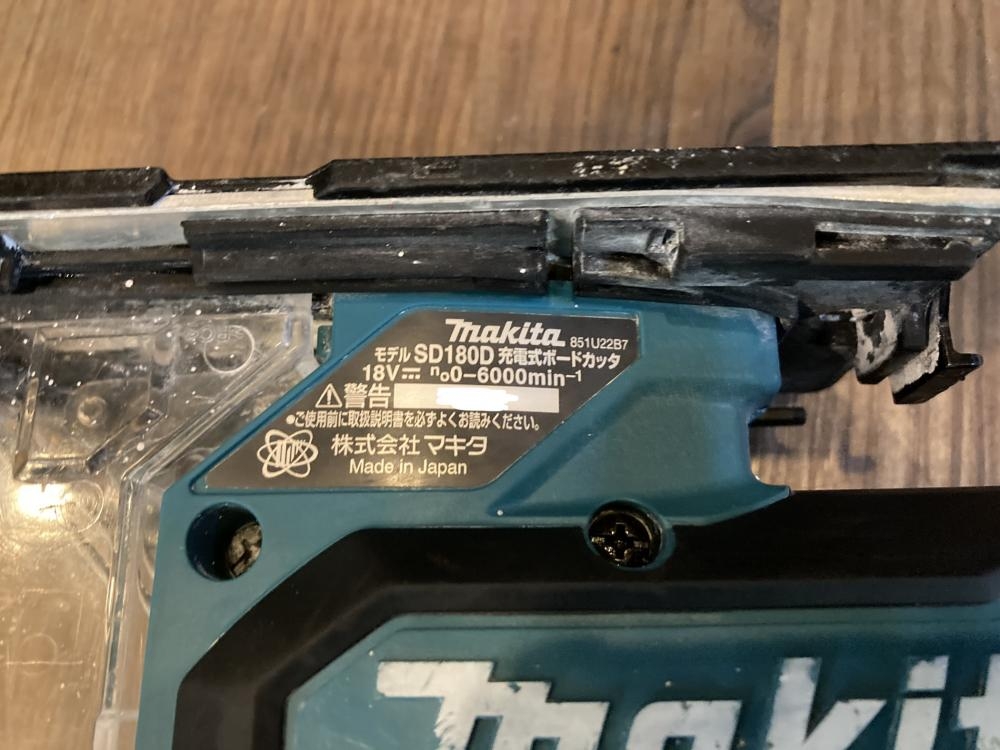 makita 851U22B7
モデル SD180D 充電式ボードカッタ
18V⎓ n₀0-6000min⁻¹
⚠警告
●ご使用前に取扱説明書を必ずよくお読みください。
株式会社マキタ
Made in Japan
makit